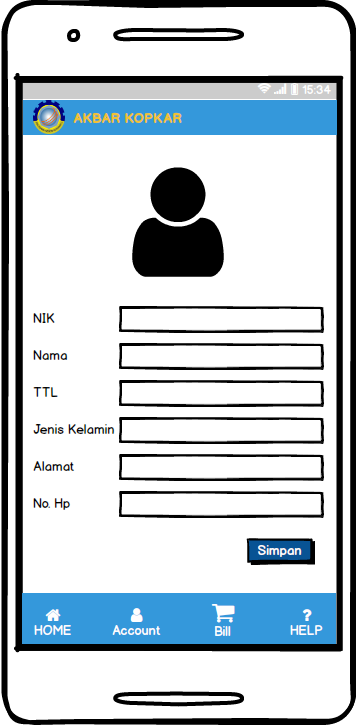 15:34
AKBAR KOPKAR
NIK
Nama
TTL
Jenis Kelamin
Alamat
No. Hp
Simpan
HOME Account Bill HELP